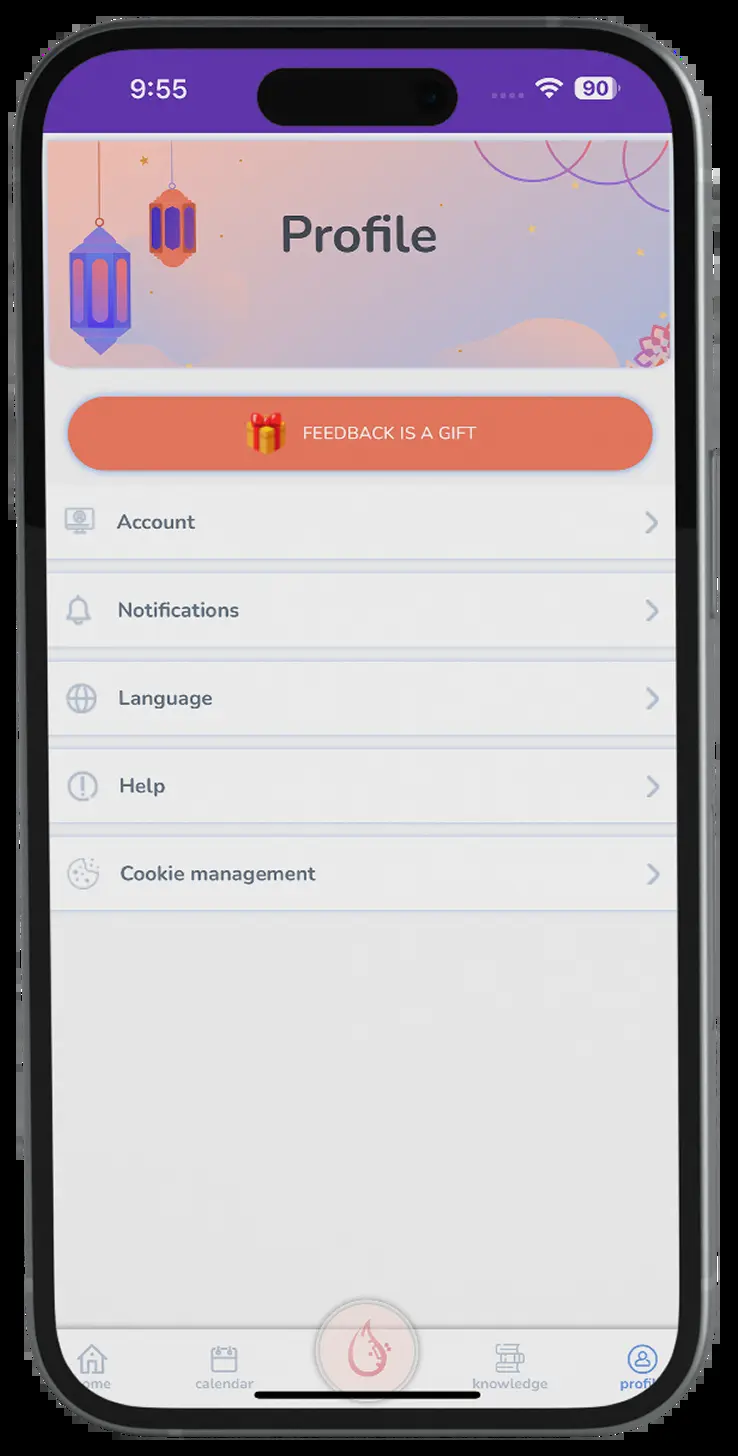 9:55
90
Profile
FEEDBACK IS A GIFT
Account
Notifications
Language
Help
Cookie management
ome
calendar
knowledge
profil